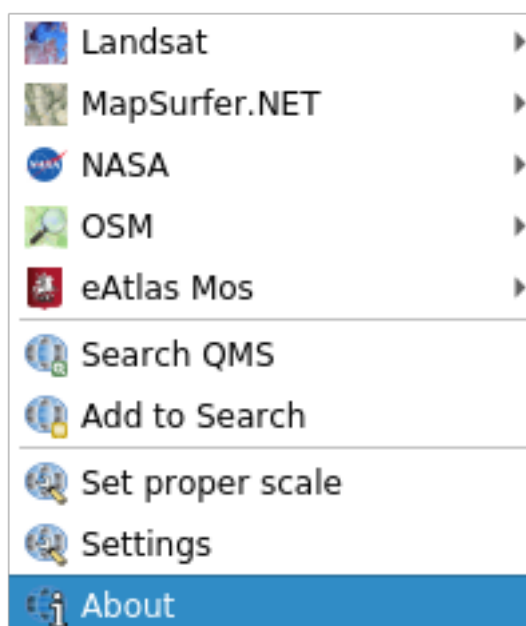 Landsat
MapSurfer.NET
NASA
OSM
eAtlas Mos
Search QMS
Add to Search
Set proper scale
Settings
About